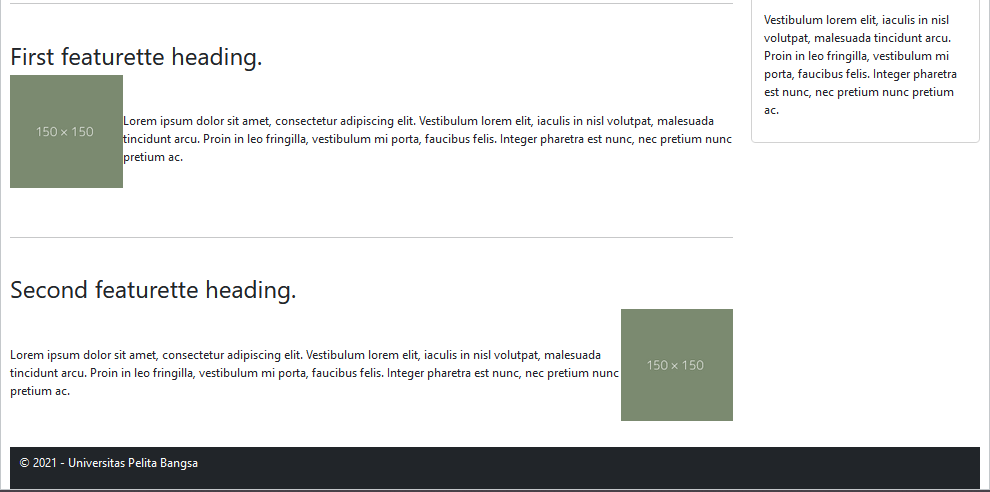 First featurette heading.
150 × 150
Lorem ipsum dolor sit amet, consectetur adipiscing elit. Vestibulum lorem elit, iaculis in nisl volutpat, malesuada
tincidunt arcu. Proin in leo fringilla, vestibulum mi porta, faucibus felis. Integer pharetra est nunc, nec pretium nunc
pretium ac.
Second featurette heading.
Lorem ipsum dolor sit amet, consectetur adipiscing elit. Vestibulum lorem elit, iaculis in nisl volutpat, malesuada
tincidunt arcu. Proin in leo fringilla, vestibulum mi porta, faucibus felis. Integer pharetra est nunc, nec pretium nunc
pretium ac.
150 × 150
Vestibulum lorem elit, iaculis in nisl
volutpat, malesuada tincidunt arcu.
Proin in leo fringilla, vestibulum mi
porta, faucibus felis. Integer pharetra
est nunc, nec pretium nunc pretium
ac.
© 2021 - Universitas Pelita Bangsa